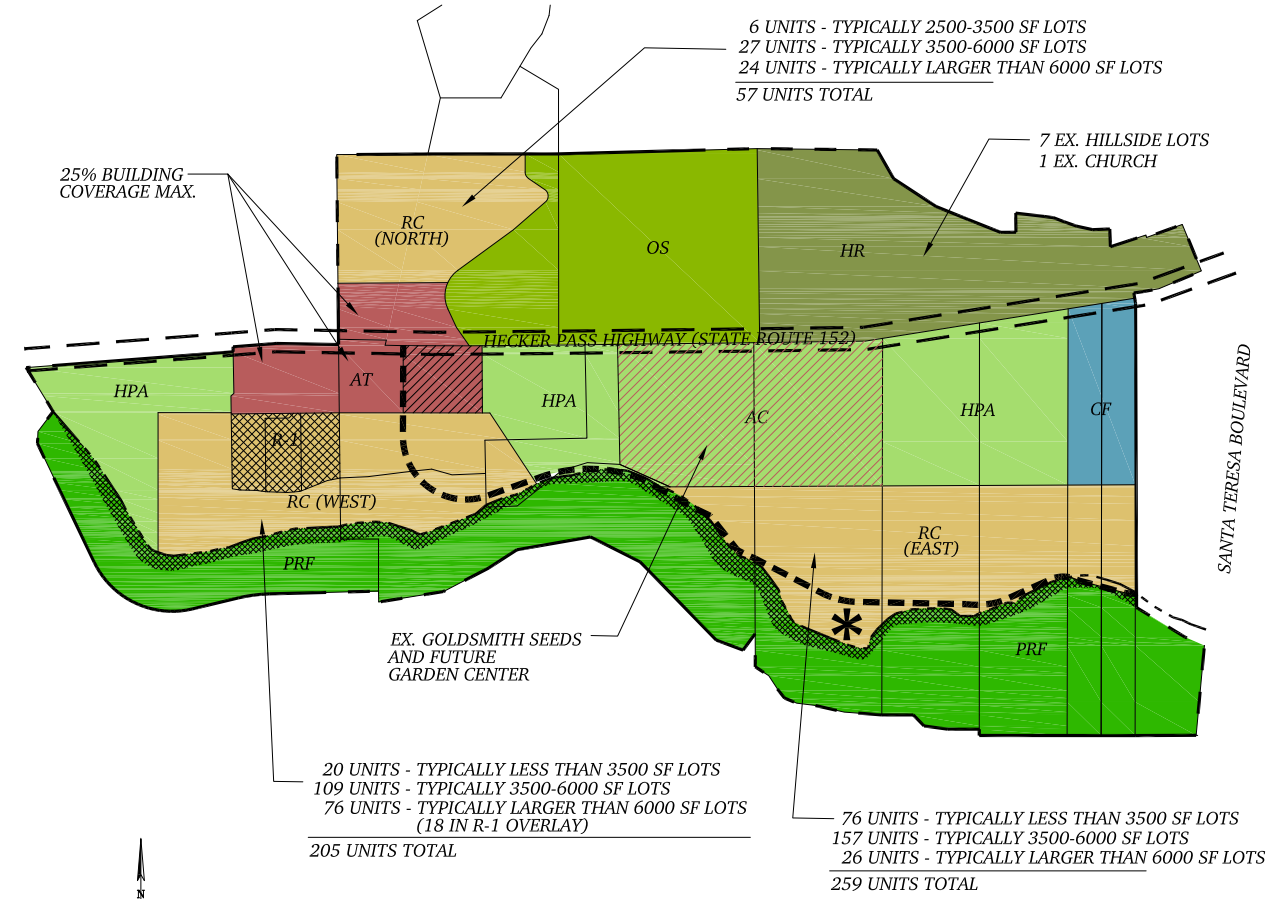 6 UNITS - TYPICALLY 2500-3500 SF LOTS
27 UNITS - TYPICALLY 3500-6000 SF LOTS
24 UNITS - TYPICALLY LARGER THAN 6000 SF LOTS
57 UNITS TOTAL
7 EX. HILLSIDE LOTS
1 EX. CHURCH
25% BUILDING
COVERAGE MAX.
RC
(NORTH)
OS
HR
HECKER PASS HIGHWAY (STATE ROUTE 152)
HPA
AT
HPA
AC
HPA
CF
R-1
RC (WEST)
RC
(EAST)
PRF
PRF
SANTA TERESA BOULEVARD
EX. GOLDSMITH SEEDS
AND FUTURE
GARDEN CENTER
20 UNITS - TYPICALLY LESS THAN 3500 SF LOTS
109 UNITS - TYPICALLY 3500-6000 SF LOTS
76 UNITS - TYPICALLY LARGER THAN 6000 SF LOTS
(18 IN R-1 OVERLAY)
205 UNITS TOTAL
76 UNITS - TYPICALLY LESS THAN 3500 SF LOTS
157 UNITS - TYPICALLY 3500-6000 SF LOTS
26 UNITS - TYPICALLY LARGER THAN 6000 SF LOTS
259 UNITS TOTAL
N